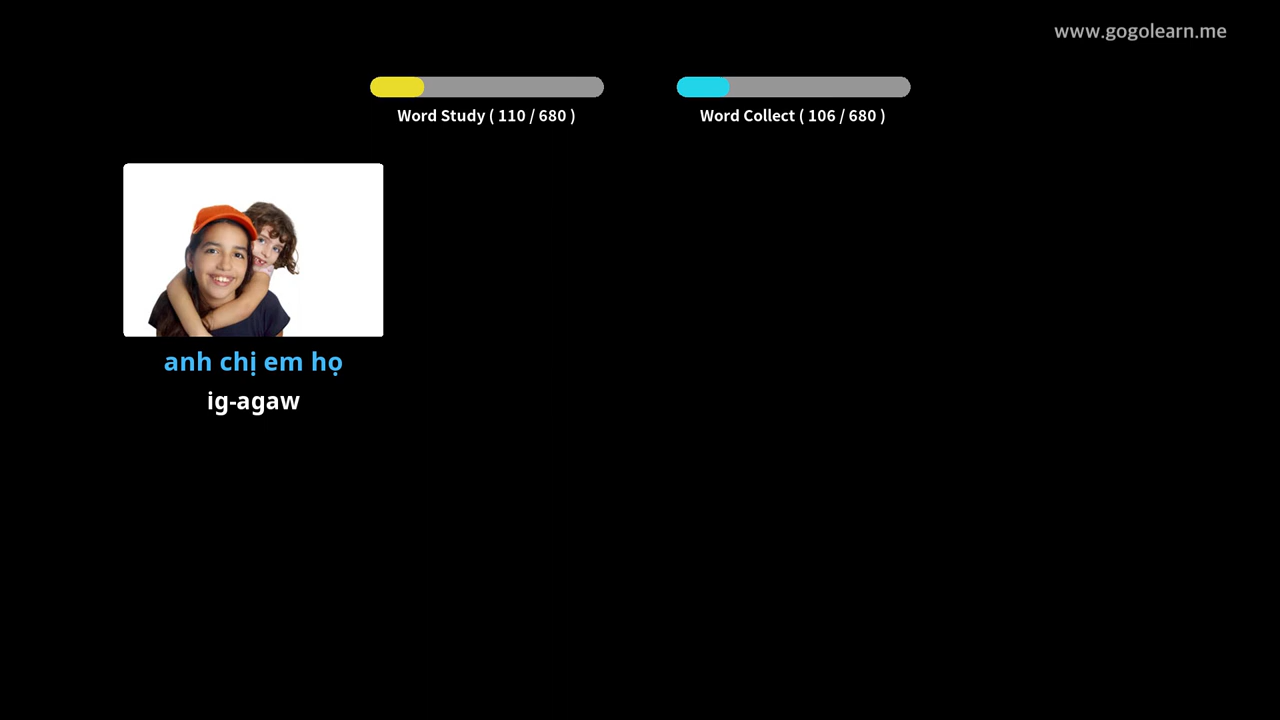 www.gogolearn.me
Word Study ( 110 / 680 )
Word Collect ( 106 / 680 )
anh chị em họ
ig-agaw